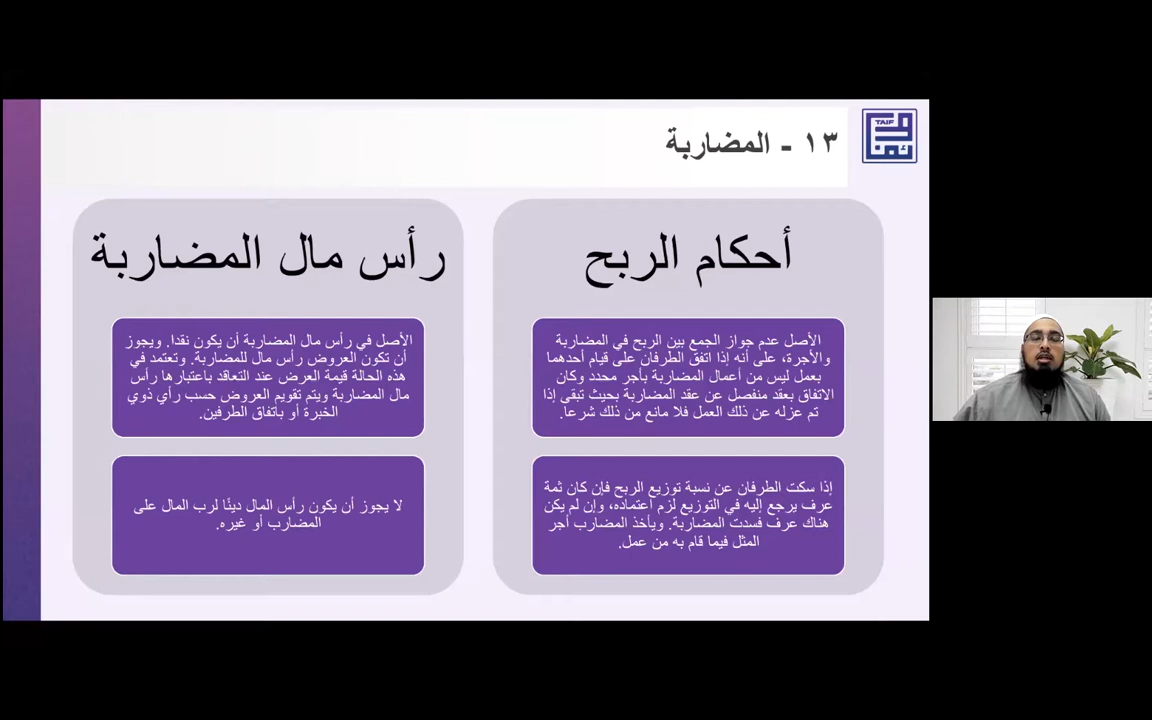 TAIF
١٣ - المضاربة
أحكام الربح
الأصل عدم جواز الجمع بين الربح في المضاربة
والأجرة، على أنه إذا اتفق الطرفان على قيام أحدهما
بعمل ليس من أعمال المضاربة بأجر محدد وكان
الاتفاق بعقد منفصل عن عقد المضاربة بحيث تبقى إذا
تم عزله عن ذلك العمل فلا مانع من ذلك شرعا.
إذا سكت الطرفان عن نسبة توزيع الربح فإن كان ثمة
عرف يرجع إليه في التوزيع لزم اعتماده، وإن لم يكن
هناك عرف فسدت المضاربة. ويأخذ المضارب أجر
المثل فيما قام به من عمل.
رأس مال المضاربة
الأصل في رأس مال المضاربة أن يكون نقدا. ويجوز
أن تكون العروض رأس مال للمضاربة. وتعتمد في
هذه الحالة قيمة العرض عند التعاقد باعتبارها رأس
مال المضاربة ويتم تقويم العروض حسب رأي ذوي
الخبرة أو باتفاق الطرفين.
لا يجوز أن يكون رأس المال دينًا لرب المال على
المضارب أو غيره.